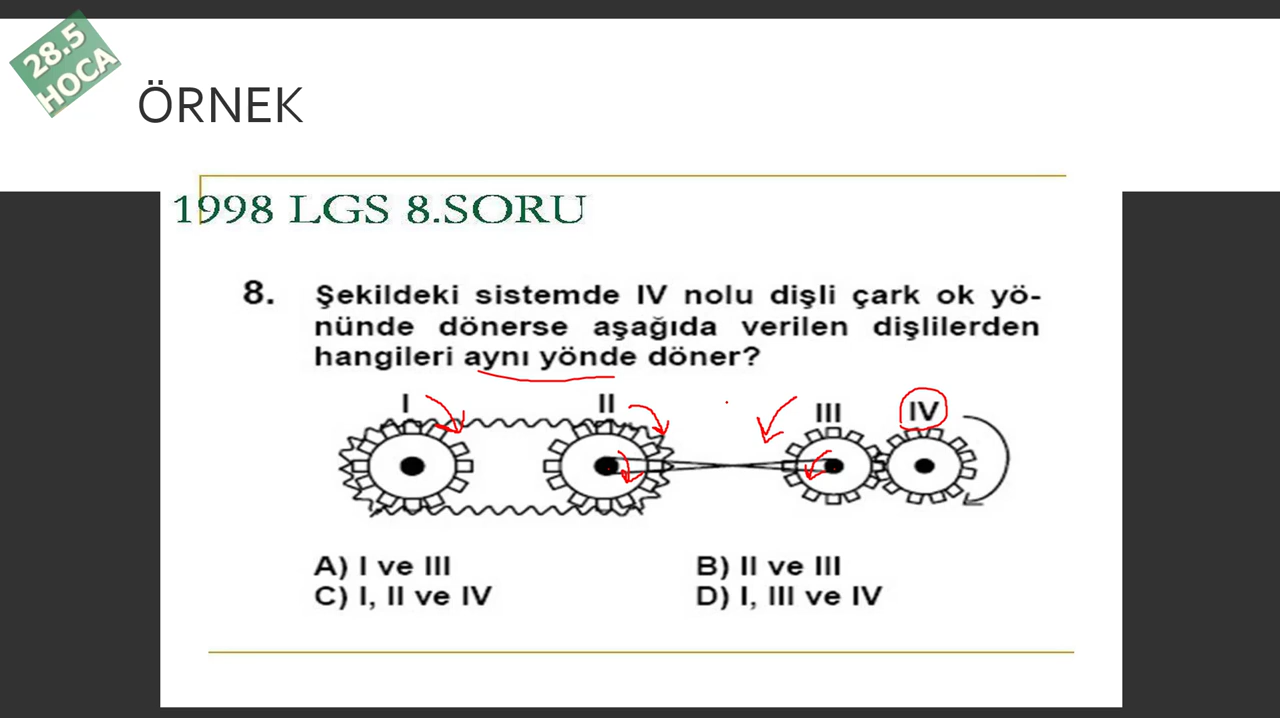 28.5
HOCA
ÖRNEK
1998 LGS 8.SORU
8. Şekildeki sistemde IV nolu dişli çark ok yö-
nünde dönerse aşağıda verilen dişlilerden
hangileri aynı yönde döner?
I II III IV
A) I ve III B) II ve III
C) I, II ve IV D) I, III ve IV